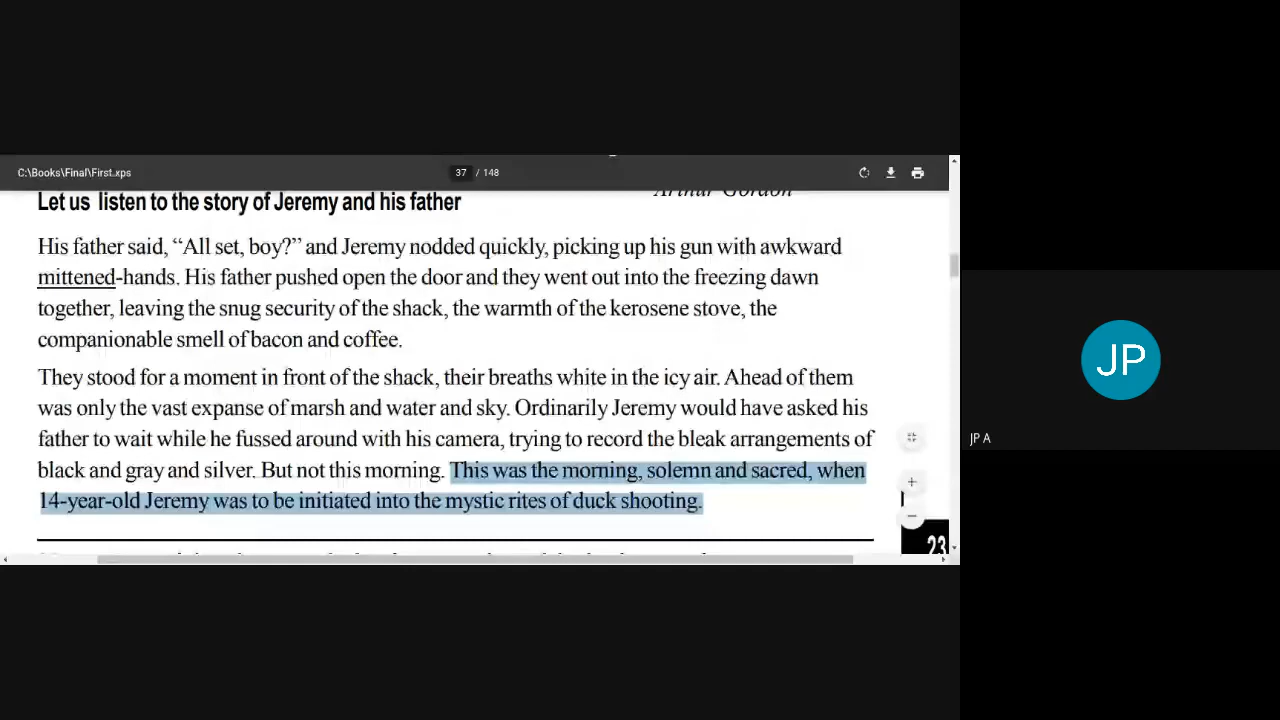 C:\Books\Final\First.xps
37 / 148
Arthur Gordon
Let us listen to the story of Jeremy and his father
His father said, “All set, boy?” and Jeremy nodded quickly, picking up his gun with awkward
mittened-hands. His father pushed open the door and they went out into the freezing dawn
together, leaving the snug security of the shack, the warmth of the kerosene stove, the
companionable smell of bacon and coffee.
They stood for a moment in front of the shack, their breaths white in the icy air. Ahead of them
was only the vast expanse of marsh and water and sky. Ordinarily Jeremy would have asked his
father to wait while he fussed around with his camera, trying to record the bleak arrangements of
black and gray and silver. But not this morning. This was the morning, solemn and sacred, when
14-year-old Jeremy was to be initiated into the mystic rites of duck shooting.
23
JP
JP A